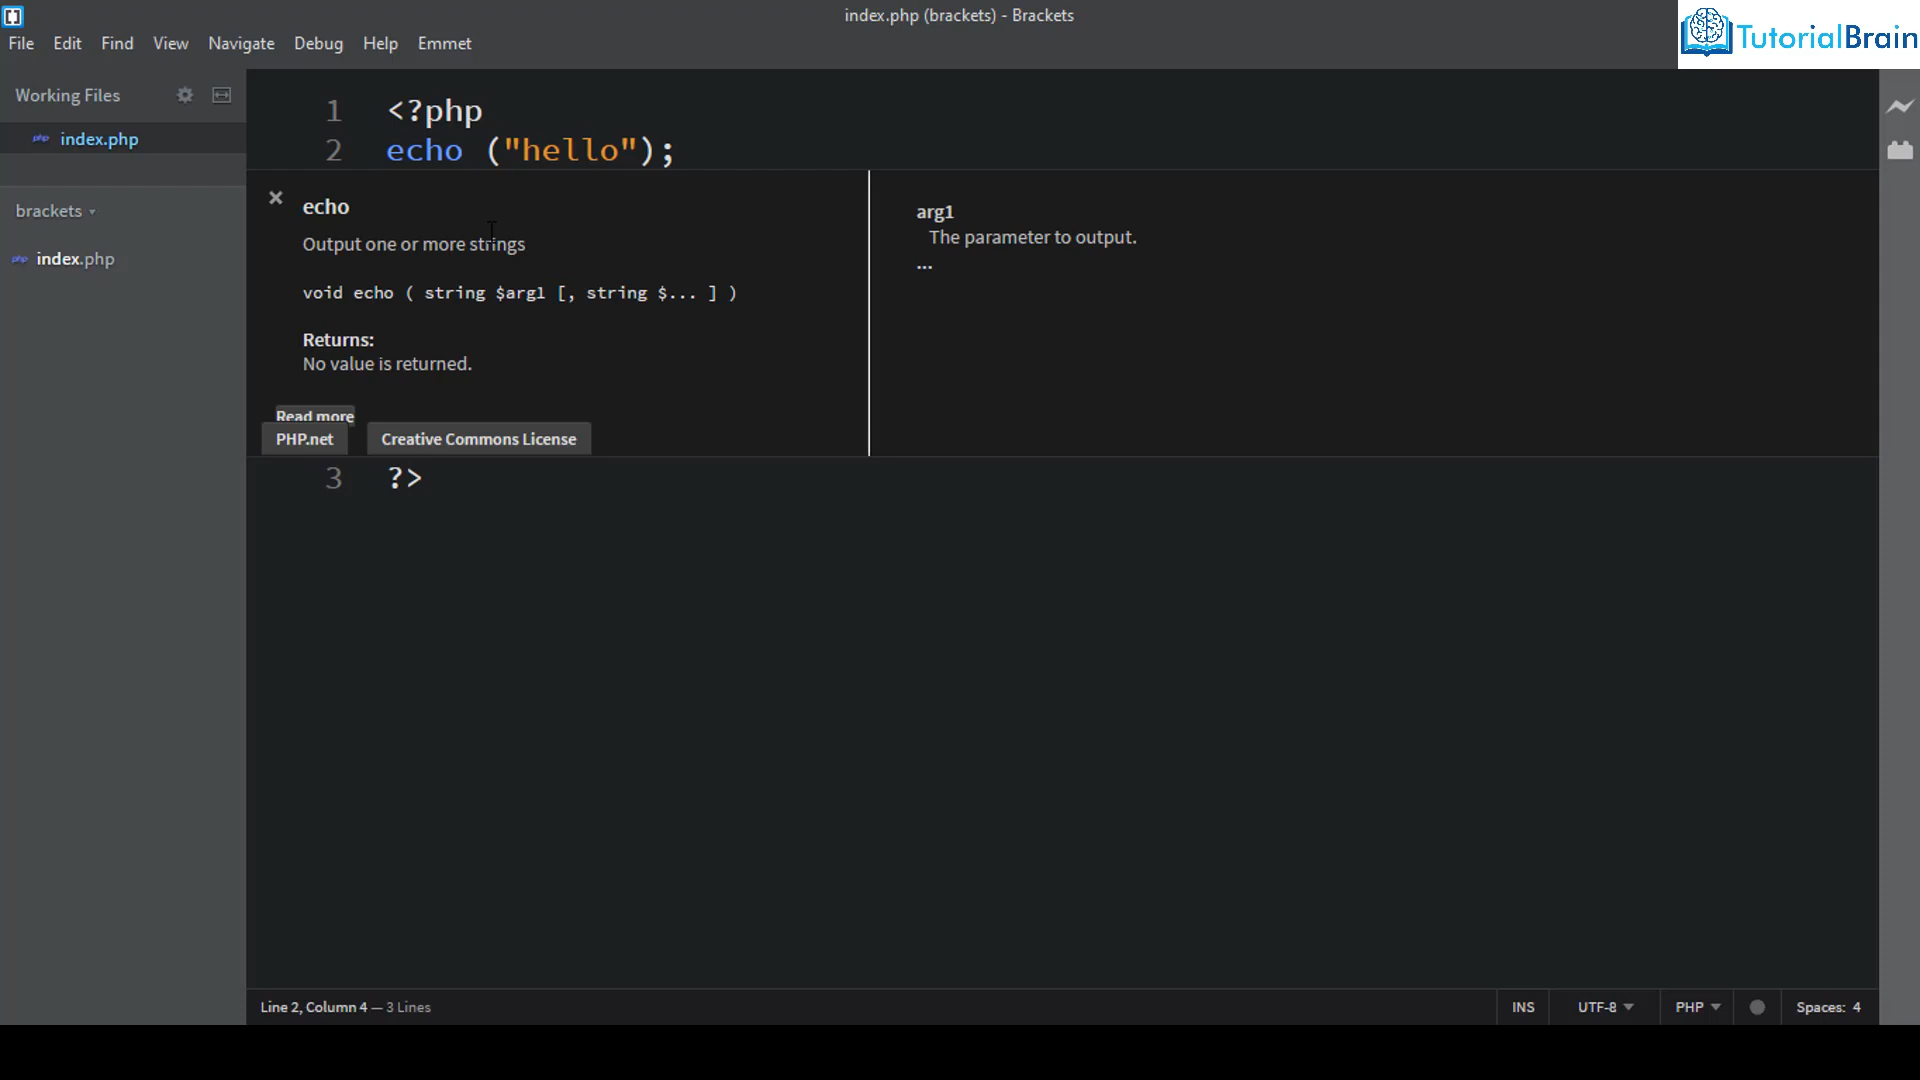 index.php (brackets) - Brackets
TutorialBrain
File Edit Find View Navigate Debug Help Emmet
Working Files
php index.php
brackets
php index.php
1 <?php
2 echo ("hello");
echo
Output one or more strings
void echo ( string $arg1 [, string $... ] )
Returns:
No value is returned.
Read more
PHP.net Creative Commons License
arg1
The parameter to output.
...
3 ?>
Line 2, Column 4 — 3 Lines
INS UTF-8 PHP Spaces: 4